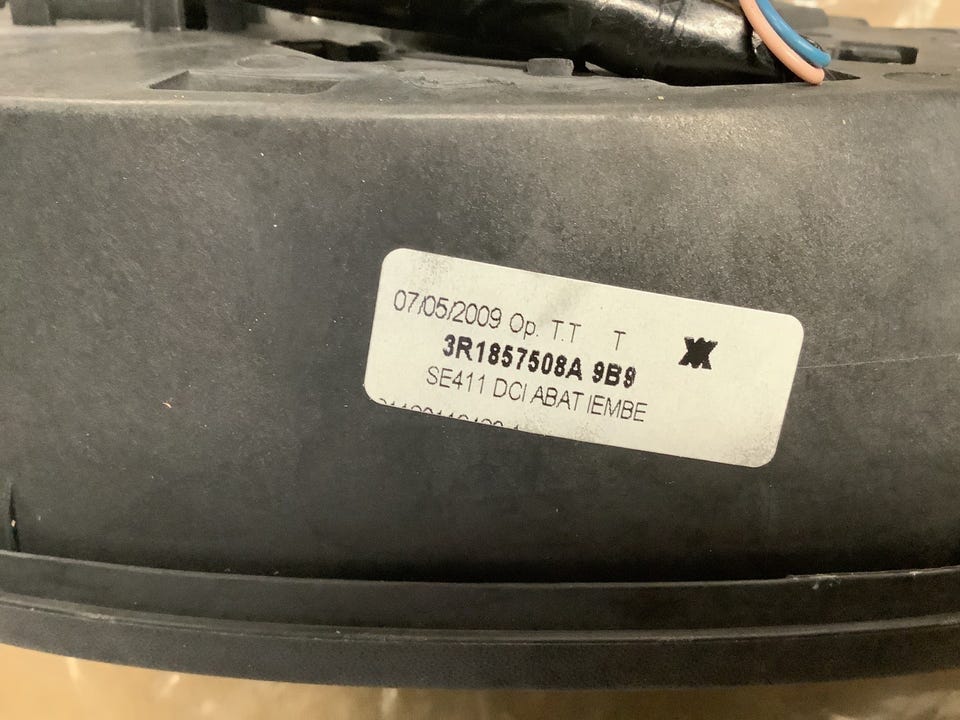 07/05/2009 Op. T.T T
3R1857508A 9B9
SE411 DCI ABAT IEMBE